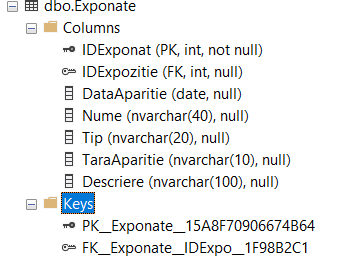 dbo.Exponate
Columns
IDExponat (PK, int, not null)
IDExpozitie (FK, int, null)
DataAparitie (date, null)
Nume (nvarchar(40), null)
Tip (nvarchar(20), null)
TaraAparitie (nvarchar(10), null)
Descriere (nvarchar(100), null)
Keys
PK__Exponate__15A8F70906674B64
FK__Exponate__IDExpo__1F98B2C1